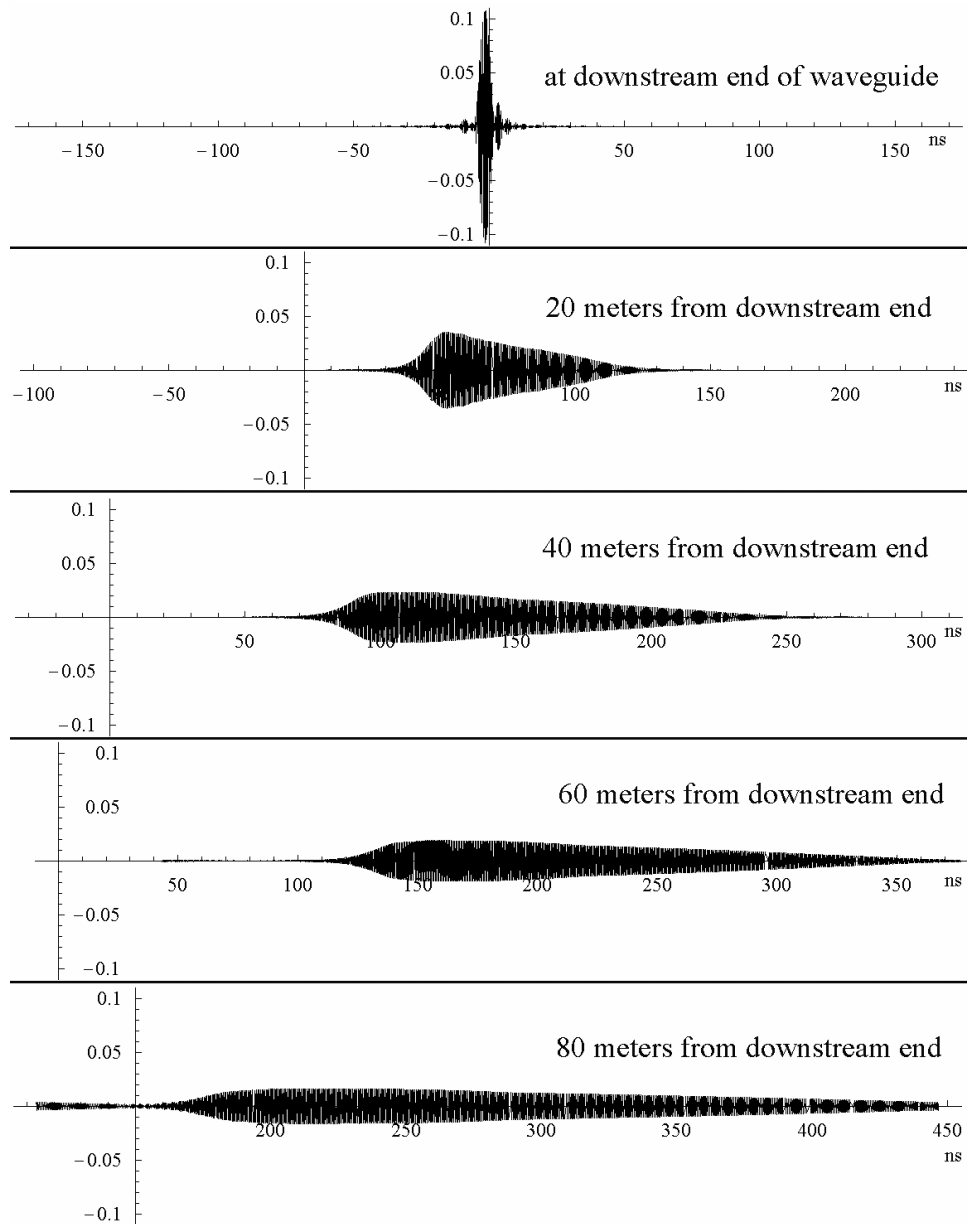 0.1
0.05
at downstream end of waveguide
−150 −100 −50 50 100 150 ns
−0.05
−0.1
0.1
0.05
20 meters from downstream end
−100 −50 100 150 200 ns
−0.05
−0.1
0.1
0.05
40 meters from downstream end
50 100 150 200 250 300 ns
−0.05
−0.1
0.1
0.05
60 meters from downstream end
50 100 150 200 250 300 350 ns
−0.05
−0.1
0.1
0.05
80 meters from downstream end
200 250 300 350 400 450
ns
−0.05
−0.1